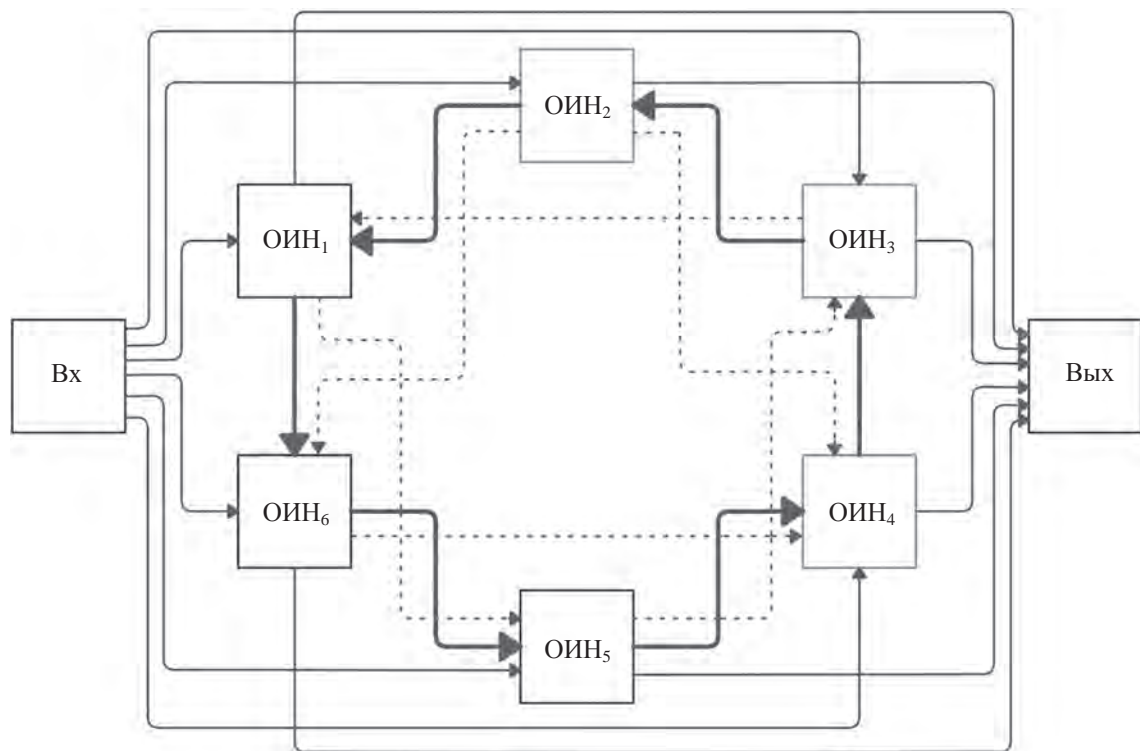 ОИН₂
ОИН₁
ОИН₃
Вх
Вых
ОИН₆
ОИН₄
ОИН₅